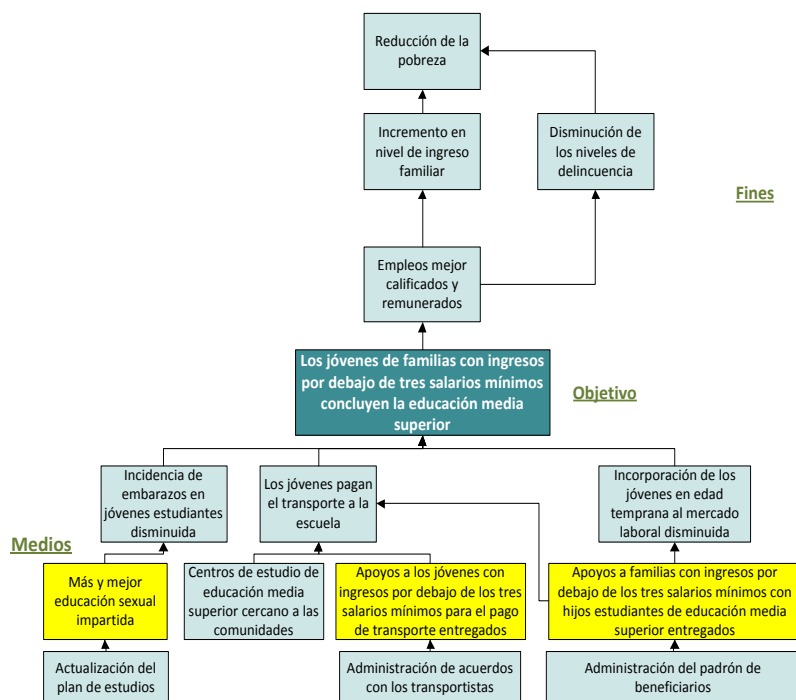 Reducción de la
pobreza
Incremento en
nivel de ingreso
familiar
Disminución de
los niveles de
delincuencia
Fines
Empleos mejor
calificados y
remunerados
Los jóvenes de familias con ingresos
por debajo de tres salarios mínimos
concluyen la educación media
superior
Objetivo
Incidencia de
embarazos en
jóvenes estudiantes
disminuida
Los jóvenes pagan
el transporte a la
escuela
Incorporación de los
jóvenes en edad
temprana al mercado
laboral disminuida
Medios
Más y mejor
educación sexual
impartida
Centros de estudio de
educación media
superior cercano a las
comunidades
Apoyos a los jóvenes con
ingresos por debajo de los tres
salarios mínimos para el pago
de transporte entregados
Apoyos a familias con ingresos por
debajo de los tres salarios mínimos con
hijos estudiantes de educación media
superior entregados
Actualización del
plan de estudios
Administración de acuerdos
con los transportistas
Administración del padrón de
beneficiarios